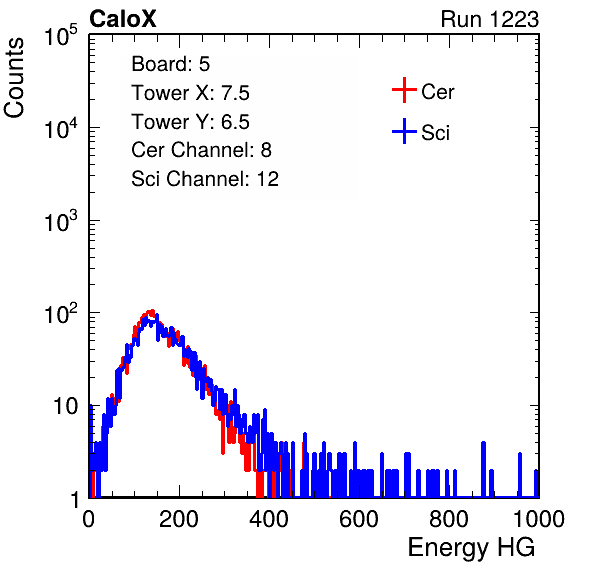 CaloX Run 1223
Counts
10^5
10^4
10^3
10^2
10
1
Board: 5
Tower X: 7.5
Tower Y: 6.5
Cer Channel: 8
Sci Channel: 12
Cer
Sci
0 200 400 600 800 1000
Energy HG